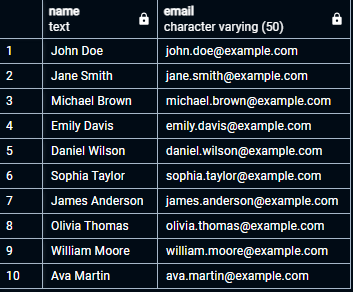 name email
text character varying (50)
1 John Doe john.doe@example.com
2 Jane Smith jane.smith@example.com
3 Michael Brown michael.brown@example.com
4 Emily Davis emily.davis@example.com
5 Daniel Wilson daniel.wilson@example.com
6 Sophia Taylor sophia.taylor@example.com
7 James Anderson james.anderson@example.com
8 Olivia Thomas olivia.thomas@example.com
9 William Moore william.moore@example.com
10 Ava Martin ava.martin@example.com